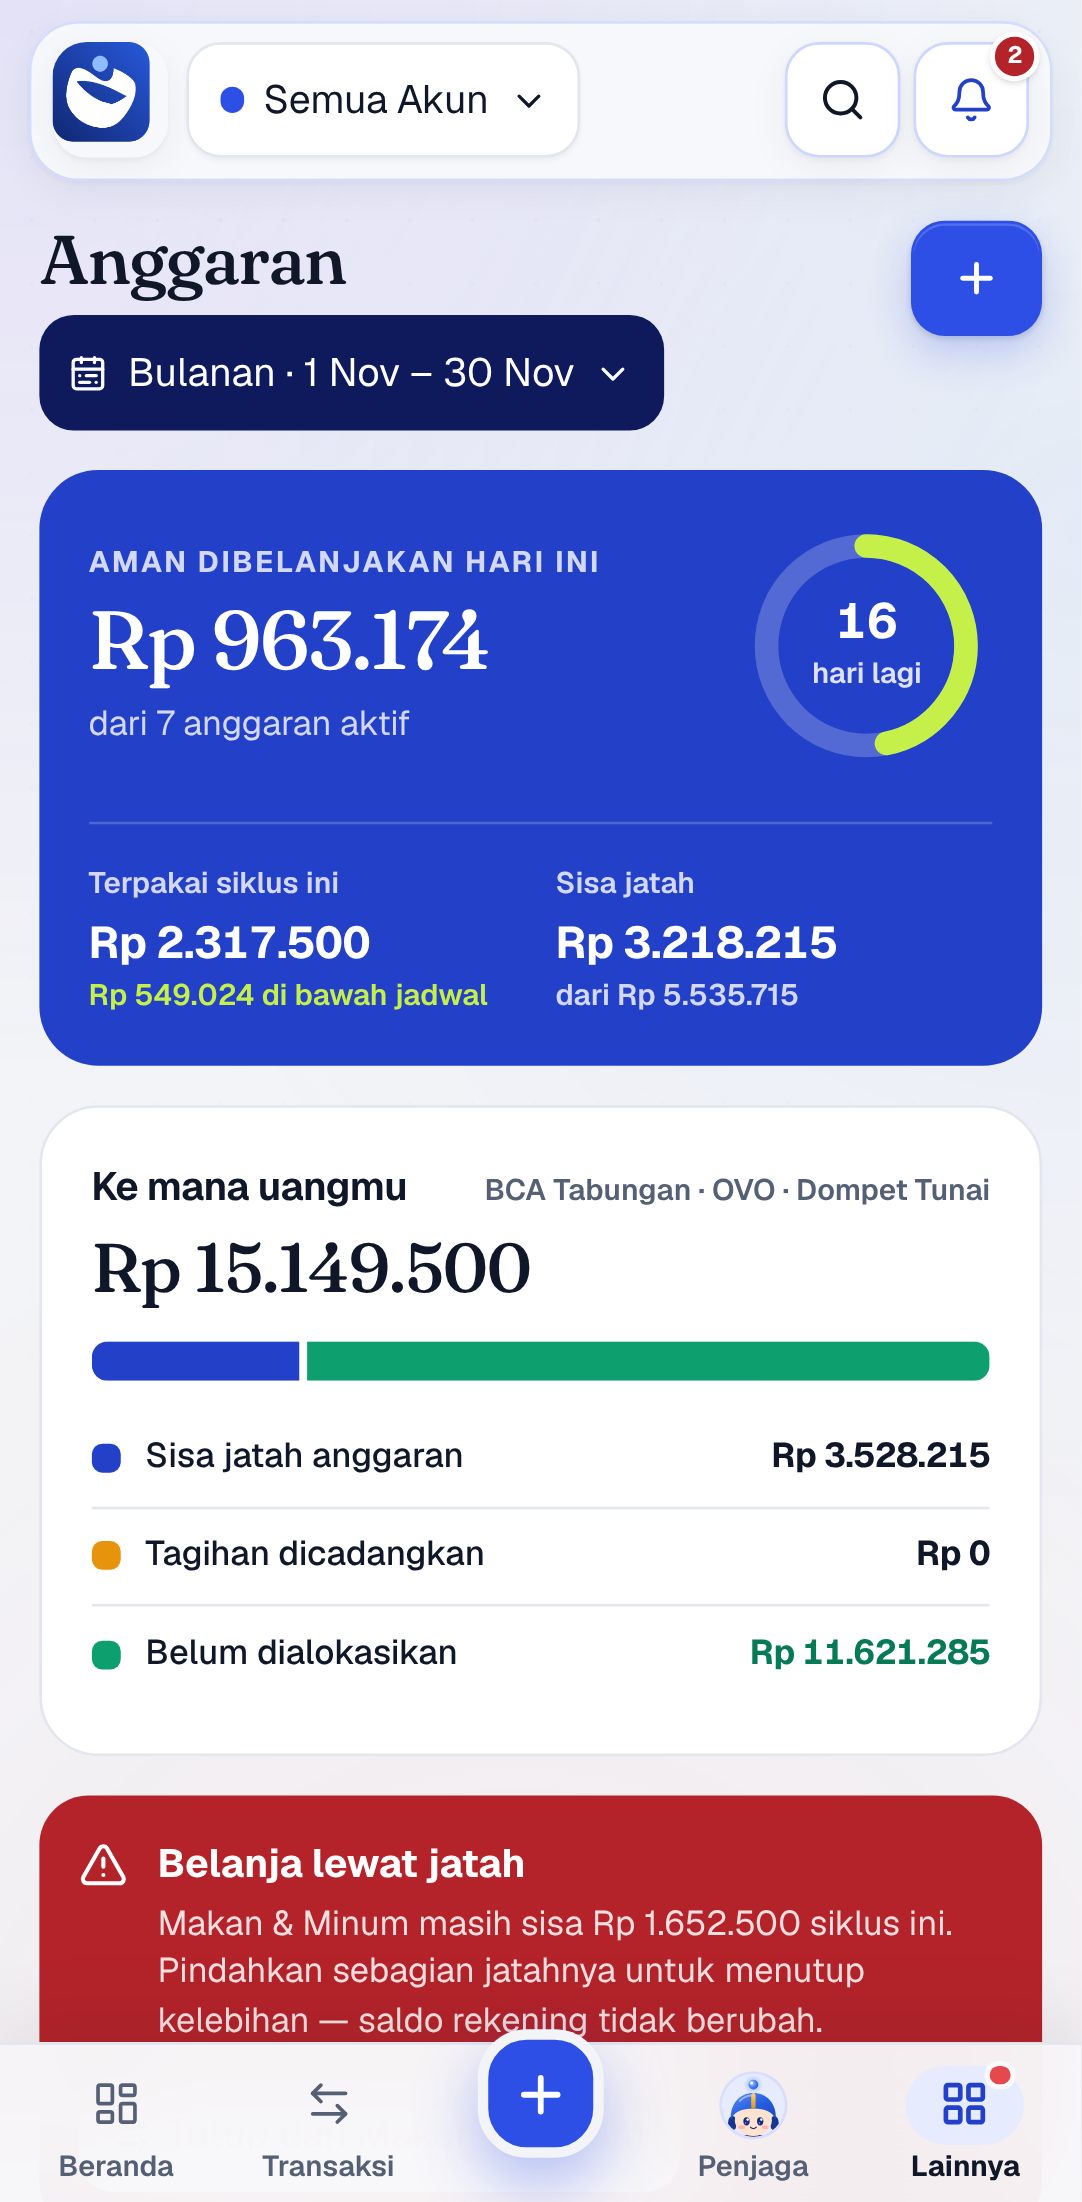 Semua Akun
2
Anggaran
Bulanan · 1 Nov – 30 Nov
AMAN DIBELANJAKAN HARI INI
Rp 963.174
dari 7 anggaran aktif
16
hari lagi
Terpakai siklus ini
Rp 2.317.500
Rp 549.024 di bawah jadwal
Sisa jatah
Rp 3.218.215
dari Rp 5.535.715
Ke mana uangmu
BCA Tabungan · OVO · Dompet Tunai
Rp 15.149.500
Sisa jatah anggaran
Rp 3.528.215
Tagihan dicadangkan
Rp 0
Belum dialokasikan
Rp 11.621.285
Belanja lewat jatah
Makan & Minum masih sisa Rp 1.652.500 siklus ini.
Pindahkan sebagian jatahnya untuk menutup
kelebihan — saldo rekening tidak berubah.
Beranda
Transaksi
Penjaga
Lainnya